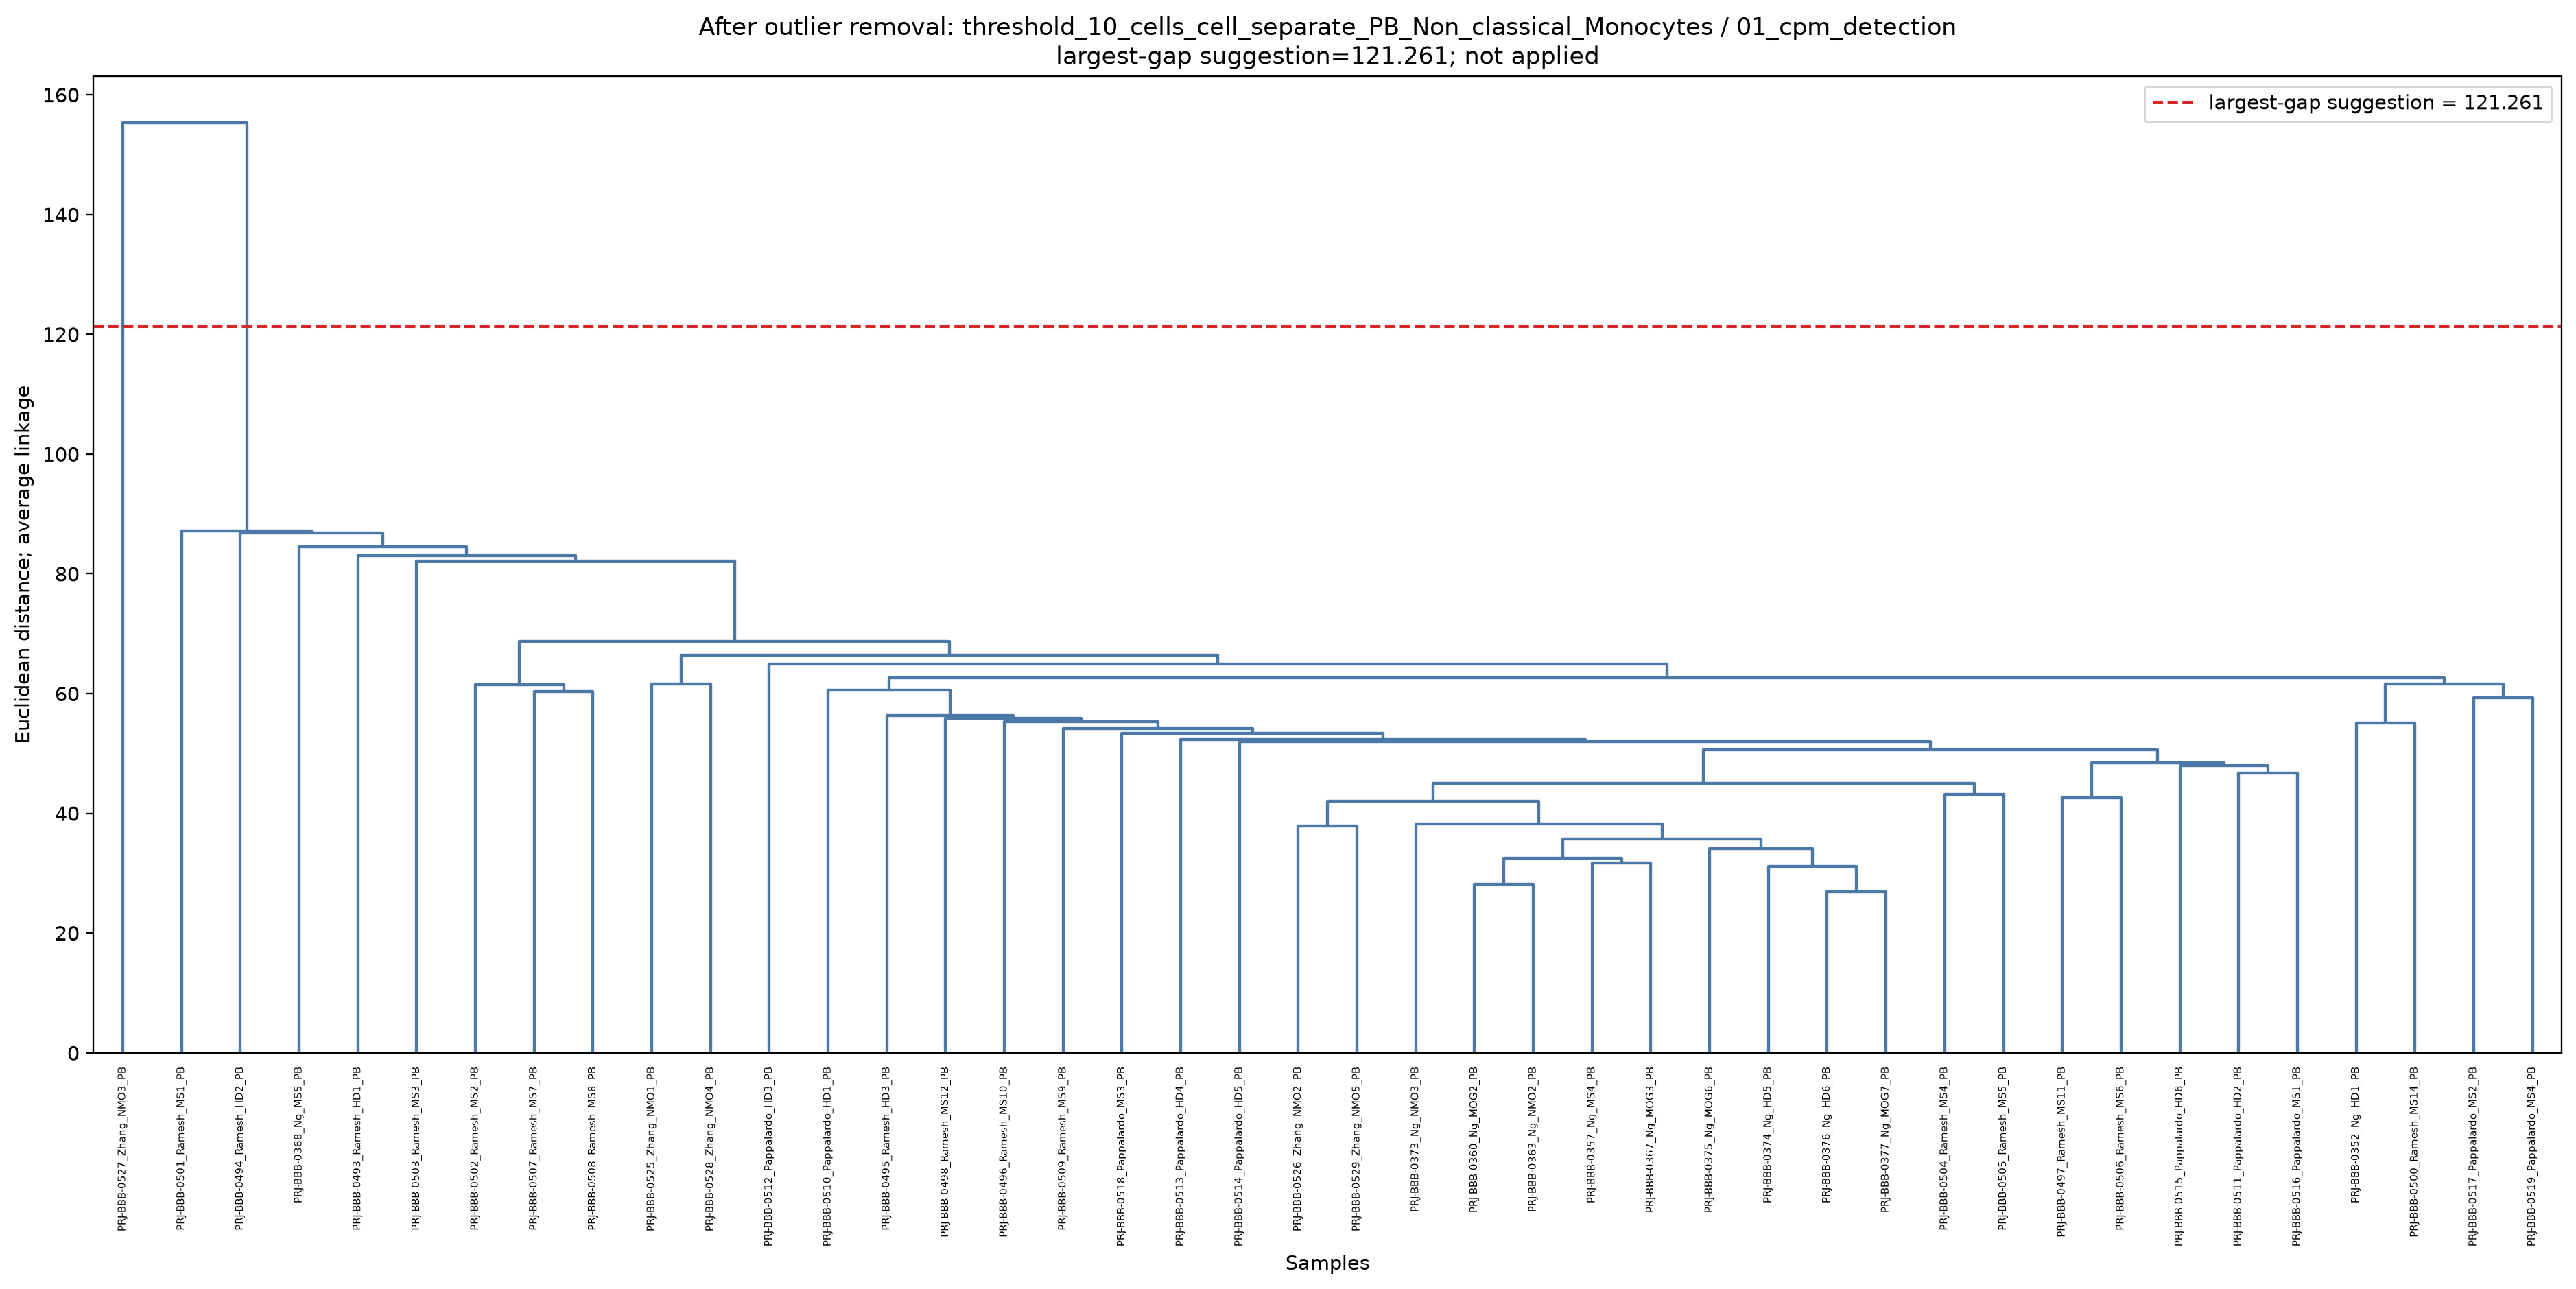 After outlier removal: threshold_10_cells_cell_separate_PB_Non_classical_Monocytes / 01_cpm_detection
largest-gap suggestion=121.261; not applied
largest-gap suggestion = 121.261
Euclidean distance; average linkage
160
140
120
100
80
60
40
20
0
PRJ-BBB-0527_Zhang_NMO3_PB
PRJ-BBB-0501_Ramesh_MS1_PB
PRJ-BBB-0494_Ramesh_HD2_PB
PRJ-BBB-0368_Ng_MS5_PB
PRJ-BBB-0493_Ramesh_HD1_PB
PRJ-BBB-0503_Ramesh_MS3_PB
PRJ-BBB-0502_Ramesh_MS2_PB
PRJ-BBB-0507_Ramesh_MS7_PB
PRJ-BBB-0508_Ramesh_MS8_PB
PRJ-BBB-0525_Zhang_NMO1_PB
PRJ-BBB-0528_Zhang_NMO4_PB
PRJ-BBB-0512_Pappalardo_HD3_PB
PRJ-BBB-0510_Pappalardo_HD1_PB
PRJ-BBB-0495_Ramesh_HD3_PB
PRJ-BBB-0498_Ramesh_MS12_PB
PRJ-BBB-0496_Ramesh_MS10_PB
PRJ-BBB-0509_Ramesh_MS9_PB
PRJ-BBB-0518_Pappalardo_MS3_PB
PRJ-BBB-0513_Pappalardo_HD4_PB
PRJ-BBB-0514_Pappalardo_HD5_PB
PRJ-BBB-0526_Zhang_NMO2_PB
PRJ-BBB-0529_Zhang_NMO5_PB
PRJ-BBB-0373_Ng_NMO3_PB
PRJ-BBB-0360_Ng_MOG2_PB
PRJ-BBB-0363_Ng_NMO2_PB
PRJ-BBB-0357_Ng_MS4_PB
PRJ-BBB-0367_Ng_MOG3_PB
PRJ-BBB-0375_Ng_MOG6_PB
PRJ-BBB-0374_Ng_HD5_PB
PRJ-BBB-0376_Ng_HD6_PB
PRJ-BBB-0377_Ng_MOG7_PB
PRJ-BBB-0504_Ramesh_MS4_PB
PRJ-BBB-0505_Ramesh_MS5_PB
PRJ-BBB-0497_Ramesh_MS11_PB
PRJ-BBB-0506_Ramesh_MS6_PB
PRJ-BBB-0515_Pappalardo_HD6_PB
PRJ-BBB-0511_Pappalardo_HD2_PB
PRJ-BBB-0516_Pappalardo_MS1_PB
PRJ-BBB-0352_Ng_HD1_PB
PRJ-BBB-0500_Ramesh_MS14_PB
PRJ-BBB-0517_Pappalardo_MS2_PB
PRJ-BBB-0519_Pappalardo_MS4_PB
Samples